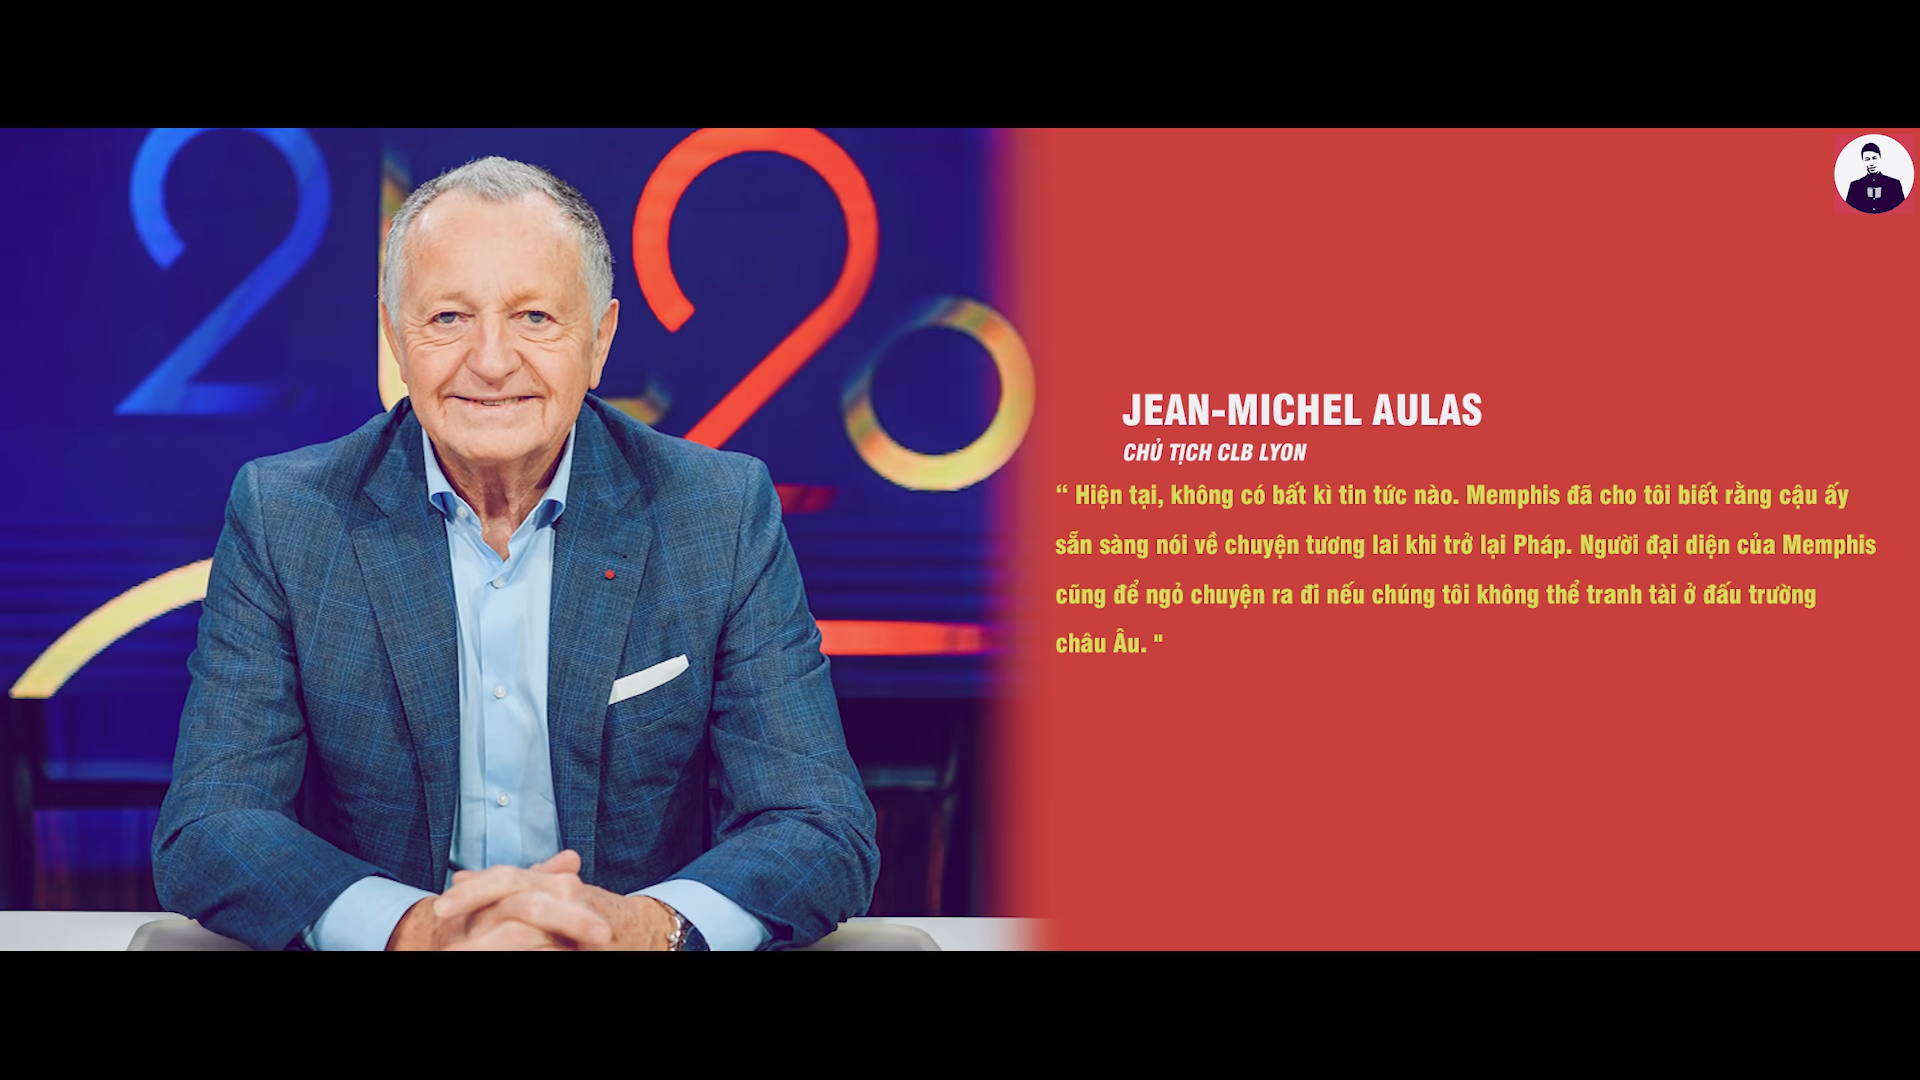 2 2 0
JEAN-MICHEL AULAS
CHỦ TỊCH CLB LYON
“ Hiện tại, không có bất kì tin tức nào. Memphis đã cho tôi biết rằng cậu ấy
sẵn sàng nói về chuyện tương lai khi trở lại Pháp. Người đại diện của Memphis
cũng để ngỏ chuyện ra đi nếu chúng tôi không thể tranh tài ở đấu trường
châu Âu. "